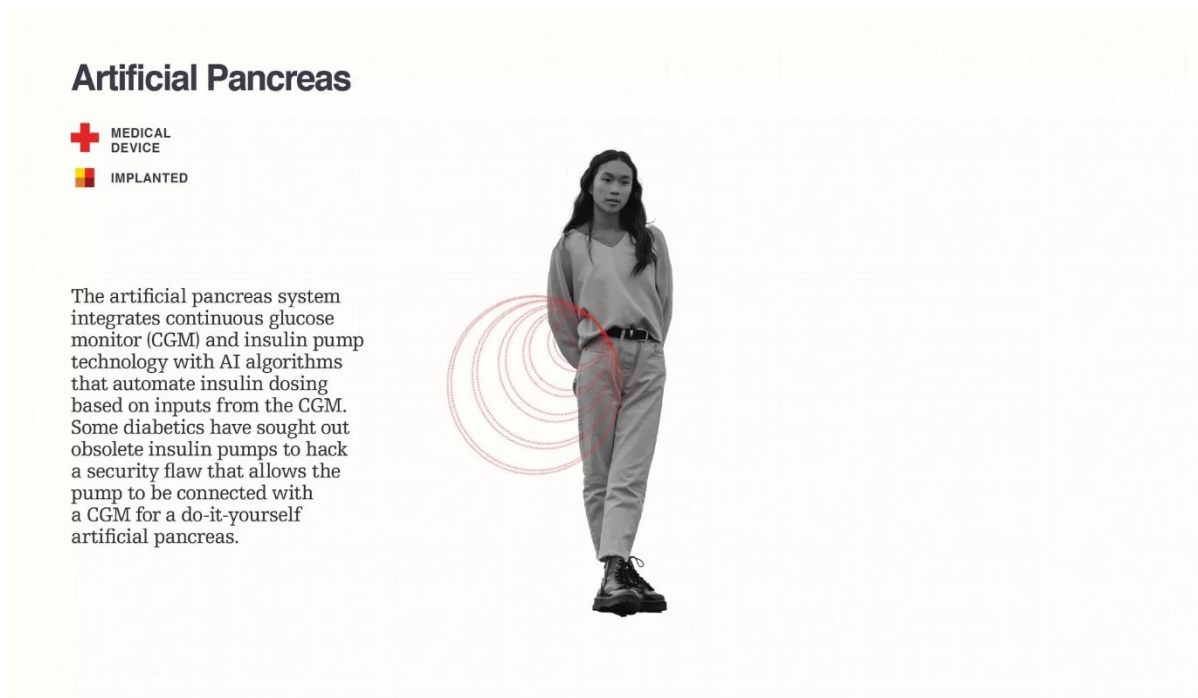 Artificial Pancreas
MEDICAL
DEVICE
IMPLANTED
The artificial pancreas system
integrates continuous glucose
monitor (CGM) and insulin pump
technology with AI algorithms
that automate insulin dosing
based on inputs from the CGM.
Some diabetics have sought out
obsolete insulin pumps to hack
a security flaw that allows the
pump to be connected with
a CGM for a do-it-yourself
artificial pancreas.